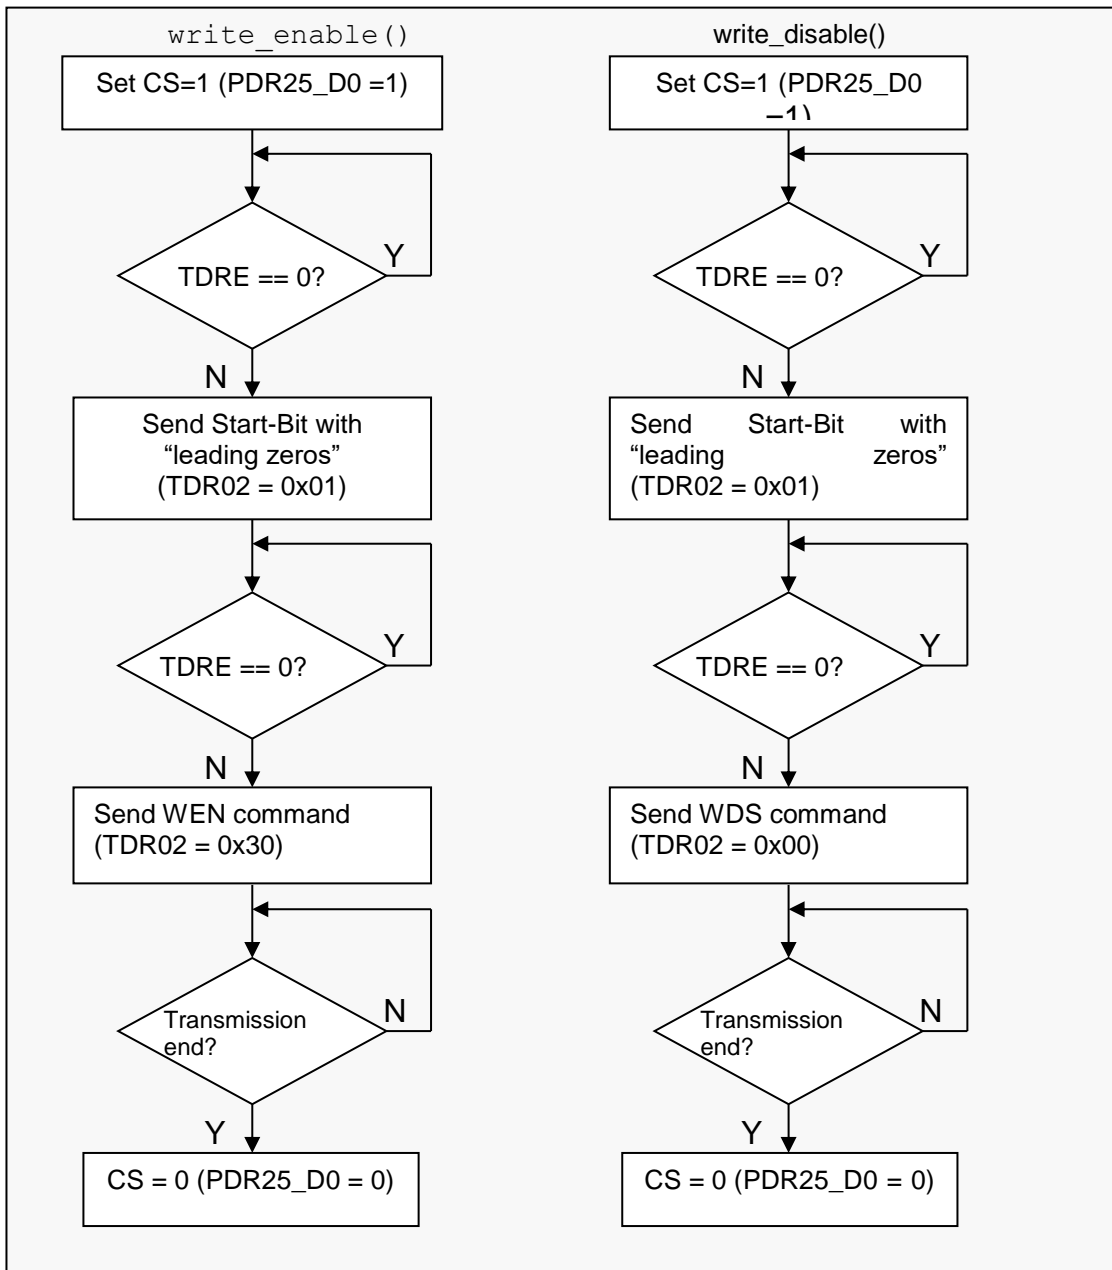 write_enable()
Set CS=1 (PDR25_D0 =1)
TDRE == 0?
Y
N
Send Start-Bit with
“leading zeros”
(TDR02 = 0x01)
TDRE == 0?
Y
N
Send WEN command
(TDR02 = 0x30)
Transmission
end?
N
Y
CS = 0 (PDR25_D0 = 0)
write_disable()
Set CS=1 (PDR25_D0
=1)
TDRE == 0?
Y
N
Send Start-Bit with
“leading zeros”
(TDR02 = 0x01)
TDRE == 0?
Y
N
Send WDS command
(TDR02 = 0x00)
Transmission
end?
N
Y
CS = 0 (PDR25_D0 = 0)